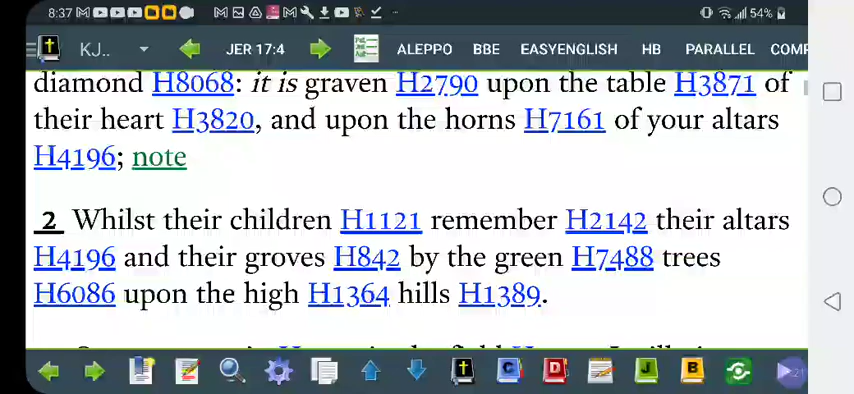 8:37 54%
KJ.. JER 17:4 ALEPPO BBE EASYENGLISH HB PARALLEL COMP
diamond H8068: it is graven H2790 upon the table H3871 of
their heart H3820, and upon the horns H7161 of your altars
H4196; note
2 Whilst their children H1121 remember H2142 their altars
H4196 and their groves H842 by the green H7488 trees
H6086 upon the high H1364 hills H1389.
C D J B